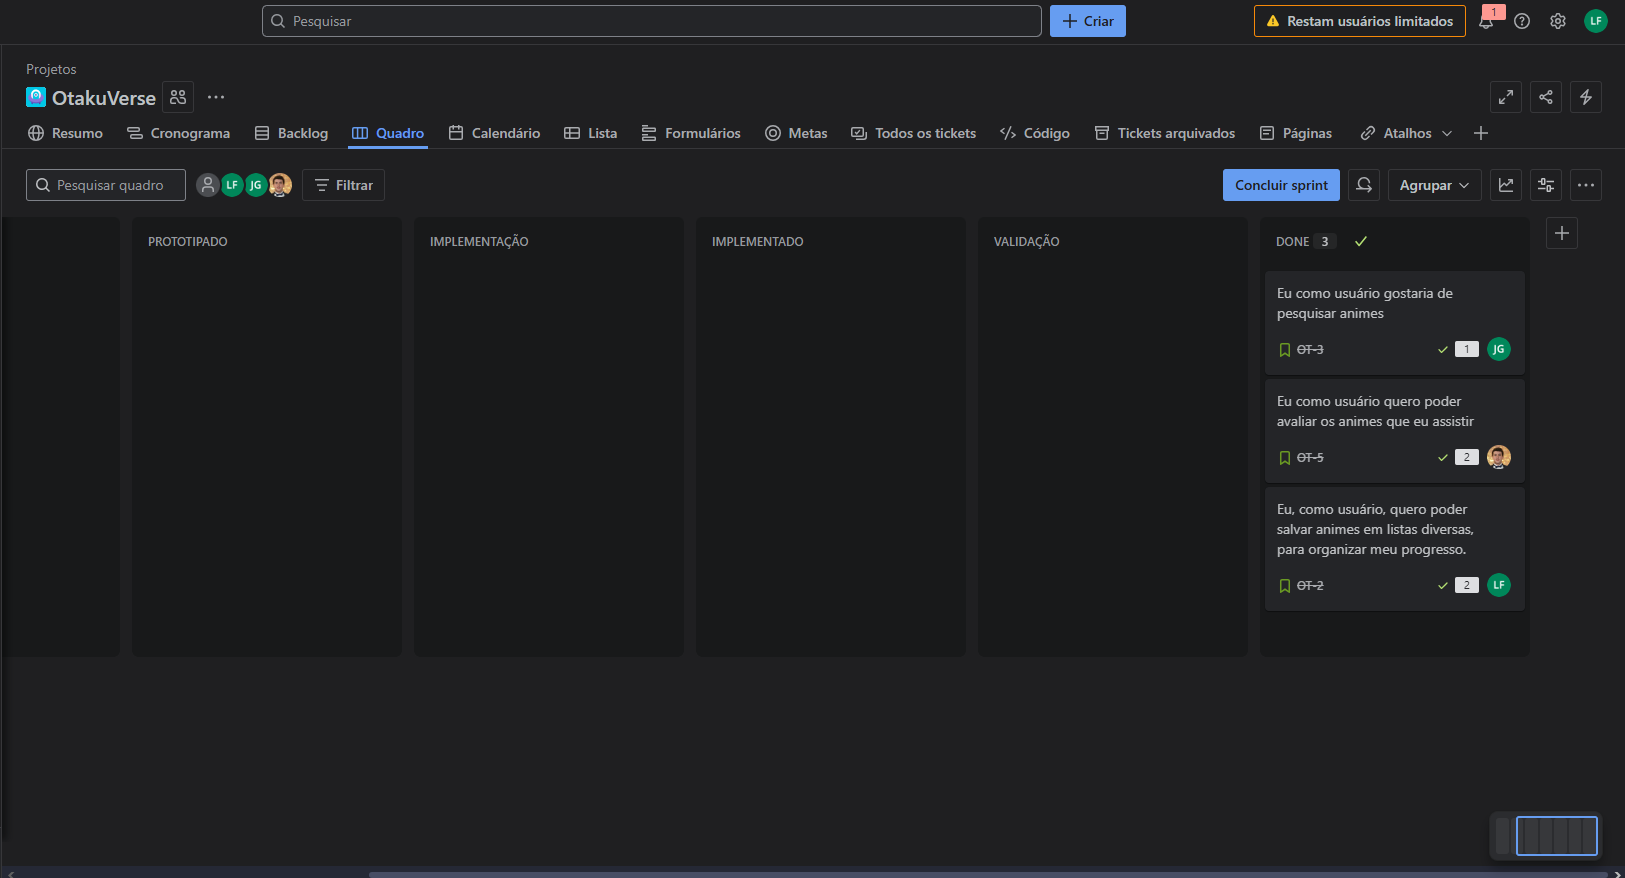 Pesquisar
Criar
Restam usuários limitados
1
LF
Projetos
OtakuVerse
Resumo
Cronograma
Backlog
Quadro
Calendário
Lista
Formulários
Metas
Todos os tickets
Código
Tickets arquivados
Páginas
Atalhos
Pesquisar quadro
LF
JG
Filtrar
Concluir sprint
Agrupar
PROTOTIPADO
IMPLEMENTAÇÃO
IMPLEMENTADO
VALIDAÇÃO
DONE 3
Eu como usuário gostaria de
pesquisar animes
OT-3
1
JG
Eu como usuário quero poder
avaliar os animes que eu assistir
OT-5
2
Eu, como usuário, quero poder
salvar animes em listas diversas,
para organizar meu progresso.
OT-2
2
LF